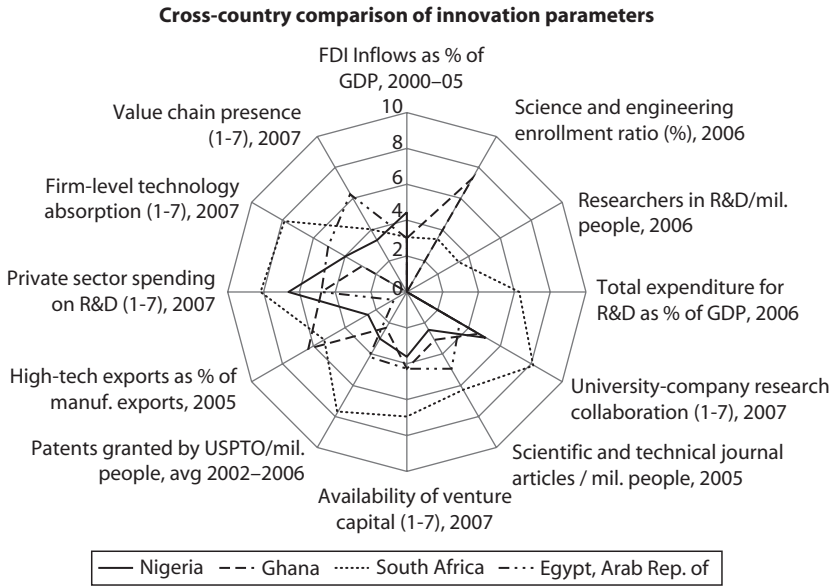 Cross-country comparison of innovation parameters
FDI Inflows as % of
GDP, 2000–05
Science and engineering
enrollment ratio (%), 2006
Researchers in R&D/mil.
people, 2006
Total expenditure for
R&D as % of GDP, 2006
University-company research
collaboration (1-7), 2007
Scientific and technical journal
articles / mil. people, 2005
Availability of venture
capital (1-7), 2007
Patents granted by USPTO/mil.
people, avg 2002–2006
High-tech exports as % of
manuf. exports, 2005
Private sector spending
on R&D (1-7), 2007
Firm-level technology
absorption (1-7), 2007
Value chain presence
(1-7), 2007
10
8
6
4
2
0
Nigeria Ghana South Africa Egypt, Arab Rep. of